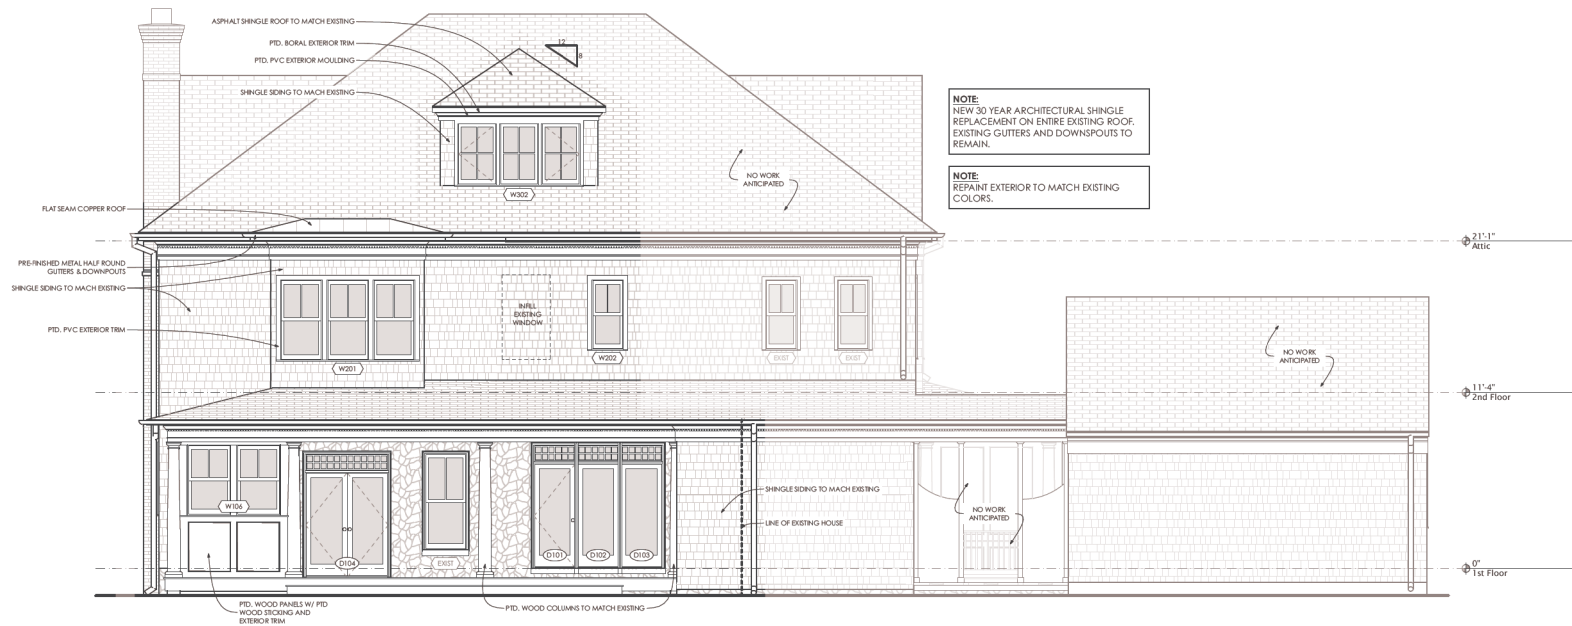 ASPHALT SHINGLE ROOF TO MATCH EXISTING
PTD. BORAL EXTERIOR TRIM
PTD. PVC EXTERIOR MOULDING
SHINGLE SIDING TO MACH EXISTING
12
8
W302
NO WORK
ANTICIPATED
NOTE:
NEW 30 YEAR ARCHITECTURAL SHINGLE
REPLACEMENT ON ENTIRE EXISTING ROOF.
EXISTING GUTTERS AND DOWNSPOUTS TO
REMAIN.
NOTE:
REPAINT EXTERIOR TO MATCH EXISTING
COLORS.
FLAT SEAM COPPER ROOF
21'-1"
Attic
PRE-FINISHED METAL HALF ROUND
GUTTERS & DOWNPOUTS
SHINGLE SIDING TO MACH EXISTING
PTD. PVC EXTERIOR TRIM
INFILL
EXISTING
WINDOW
W201
W202
EXIST
EXIST
NO WORK
ANTICIPATED
11'-4"
2nd Floor
W106
D104
EXIST
D101
D102
D103
SHINGLE SIDING TO MACH EXISTING
LINE OF EXISTING HOUSE
NO WORK
ANTICIPATED
0"
1st Floor
PTD. WOOD PANELS W/ PTD
WOOD STICKING AND
EXTERIOR TRIM
PTD. WOOD COLUMNS TO MATCH EXISTING